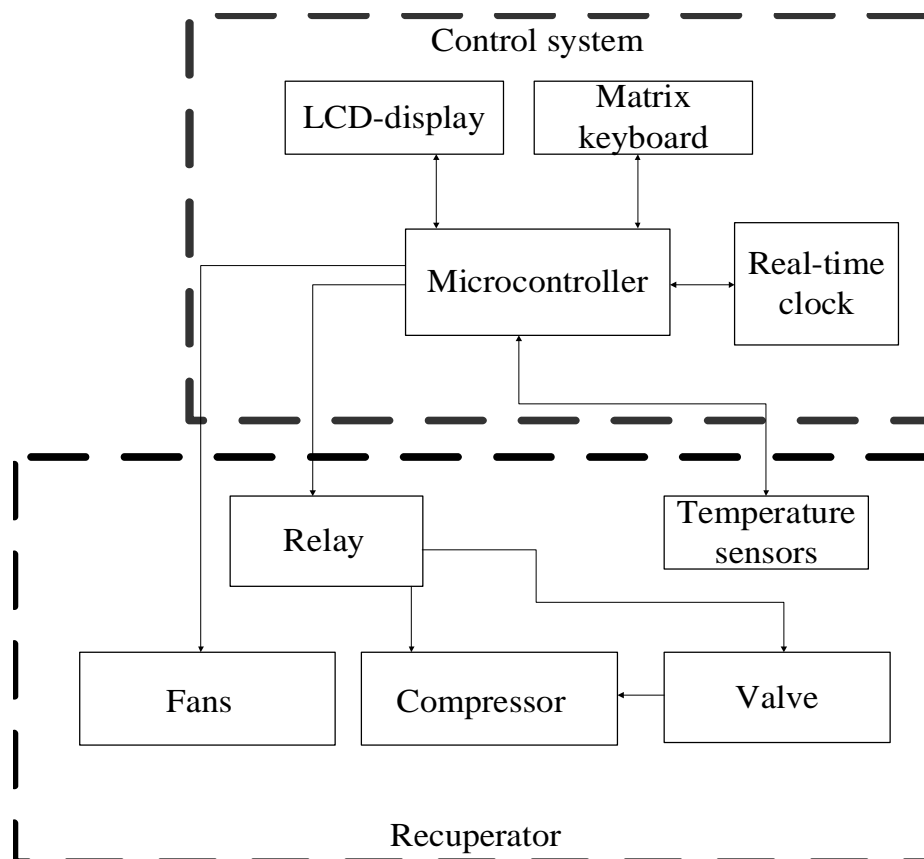 Control system
LCD-display
Matrix
keyboard
Microcontroller
Real-time
clock
Relay
Temperature
sensors
Fans
Compressor
Valve
Recuperator